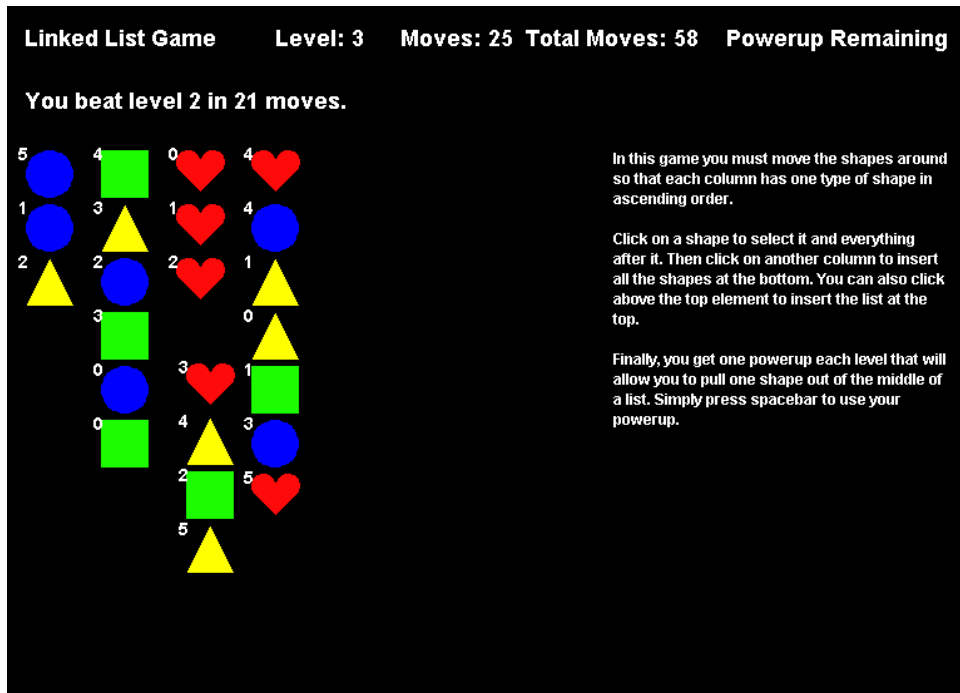 Linked List Game Level: 3 Moves: 25 Total Moves: 58 Powerup Remaining
You beat level 2 in 21 moves.
5 4 0 4
1 3 1 4
2 2 2 1
3 0
0 3 1
0 4 3
2 5
5
In this game you must move the shapes around
so that each column has one type of shape in
ascending order.
Click on a shape to select it and everything
after it. Then click on another column to insert
all the shapes at the bottom. You can also click
above the top element to insert the list at the
top.
Finally, you get one powerup each level that will
allow you to pull one shape out of the middle of
a list. Simply press spacebar to use your
powerup.